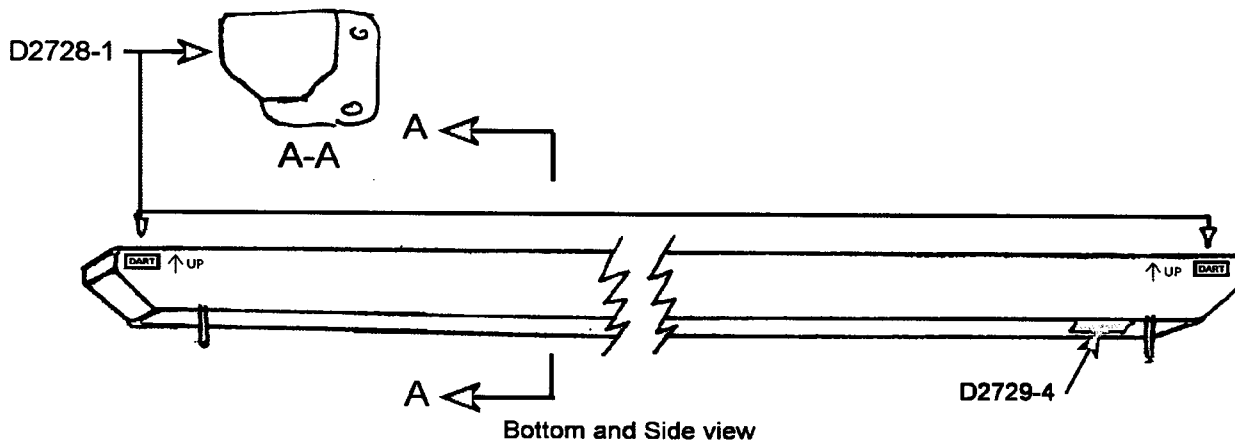 D2728-1
A-A
A
DART ↑ UP
↑ UP DART
A
D2729-4
Bottom and Side view